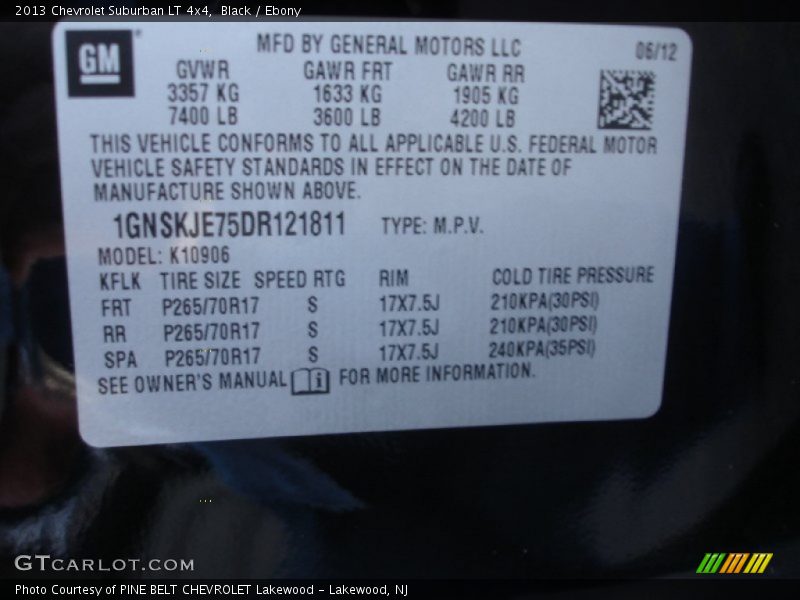 2013 Chevrolet Suburban LT 4x4, Black / Ebony
GM
MFD BY GENERAL MOTORS LLC 06/12
GVWR GAWR FRT GAWR RR
3357 KG 1633 KG 1905 KG
7400 LB 3600 LB 4200 LB
THIS VEHICLE CONFORMS TO ALL APPLICABLE U.S. FEDERAL MOTOR
VEHICLE SAFETY STANDARDS IN EFFECT ON THE DATE OF
MANUFACTURE SHOWN ABOVE.
1GNSKJE75DR121811 TYPE: M.P.V.
MODEL: K10906
KFLK TIRE SIZE SPEED RTG RIM COLD TIRE PRESSURE
FRT P265/70R17 S 17X7.5J 210KPA(30PSI)
RR P265/70R17 S 17X7.5J 210KPA(30PSI)
SPA P265/70R17 S 17X7.5J 240KPA(35PSI)
SEE OWNER'S MANUAL FOR MORE INFORMATION.
GTCARLOT.COM
Photo Courtesy of PINE BELT CHEVROLET Lakewood - Lakewood, NJ